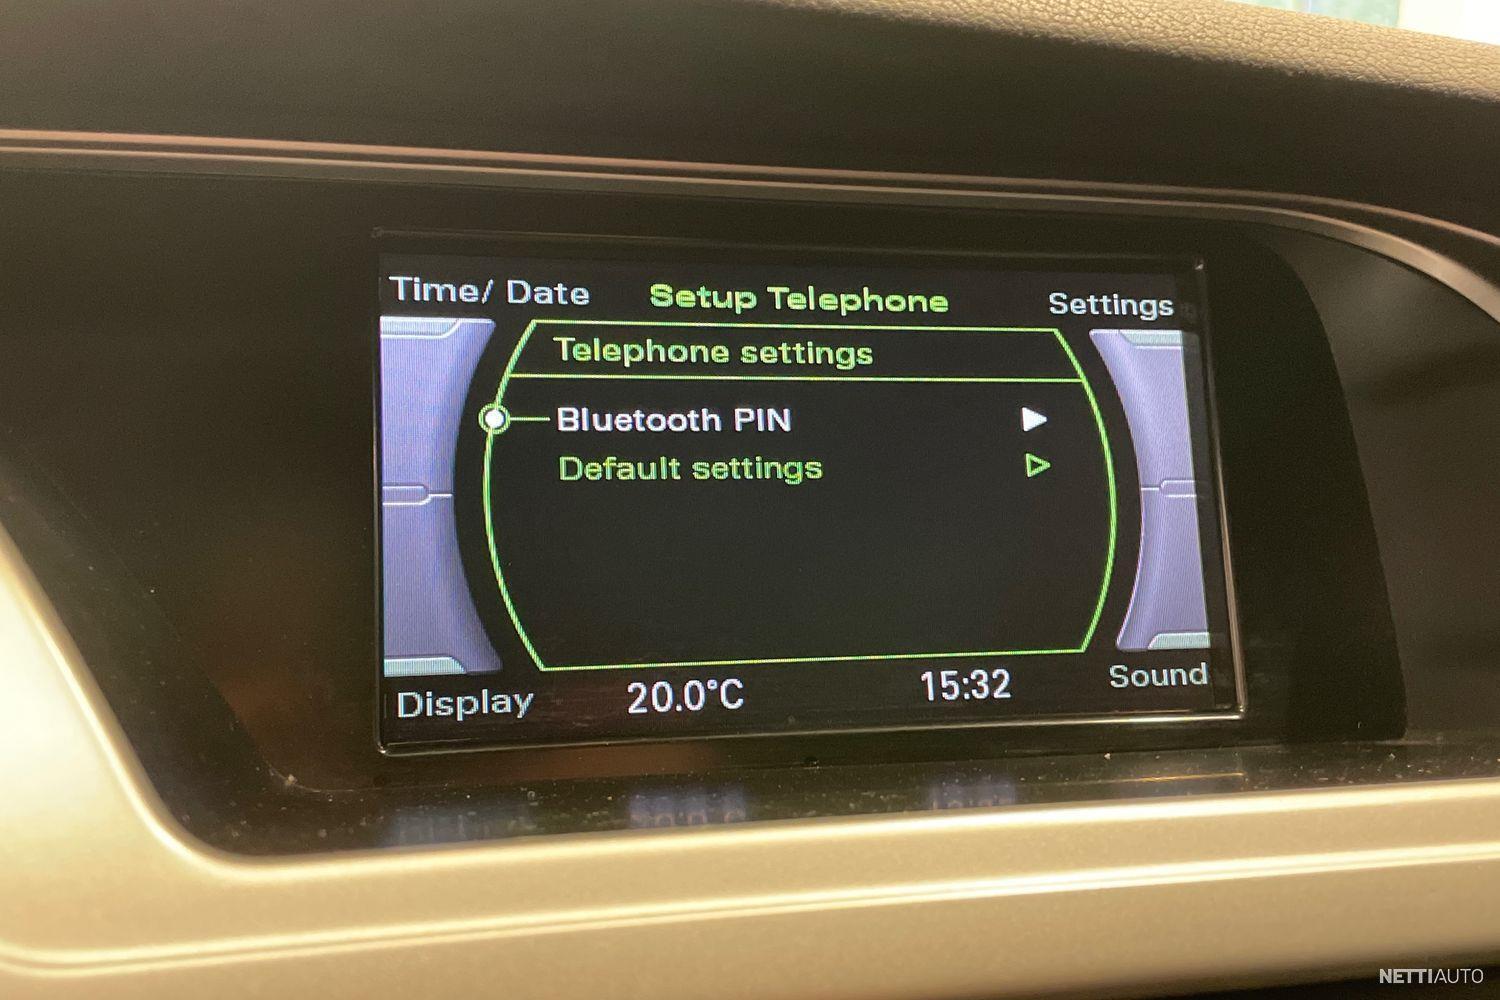 Time/ Date
Setup Telephone
Settings
Telephone settings
Bluetooth PIN
Default settings
Display
20.0°C
15:32
Sound
NETTIAUTO